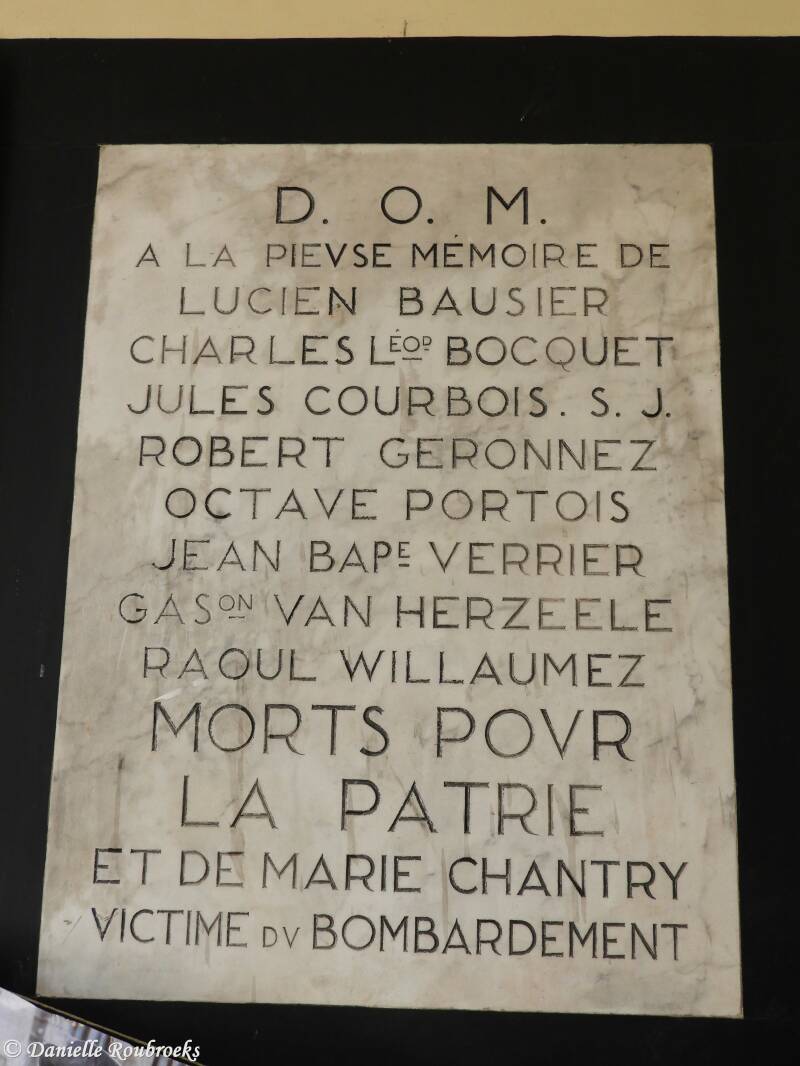 D. O. M.
A LA PIEVSE MÉMOIRE DE
LUCIEN BAUSIER
CHARLES LÉOD BOCQUET
JULES COURBOIS. S. J.
ROBERT GERONNEZ
OCTAVE PORTOIS
JEAN BAPE VERRIER
GASON VAN HERZEELE
RAOUL WILLAUMEZ
MORTS POVR
LA PATRIE
ET DE MARIE CHANTRY
VICTIME DV BOMBARDEMENT
© Danielle Roubroeks